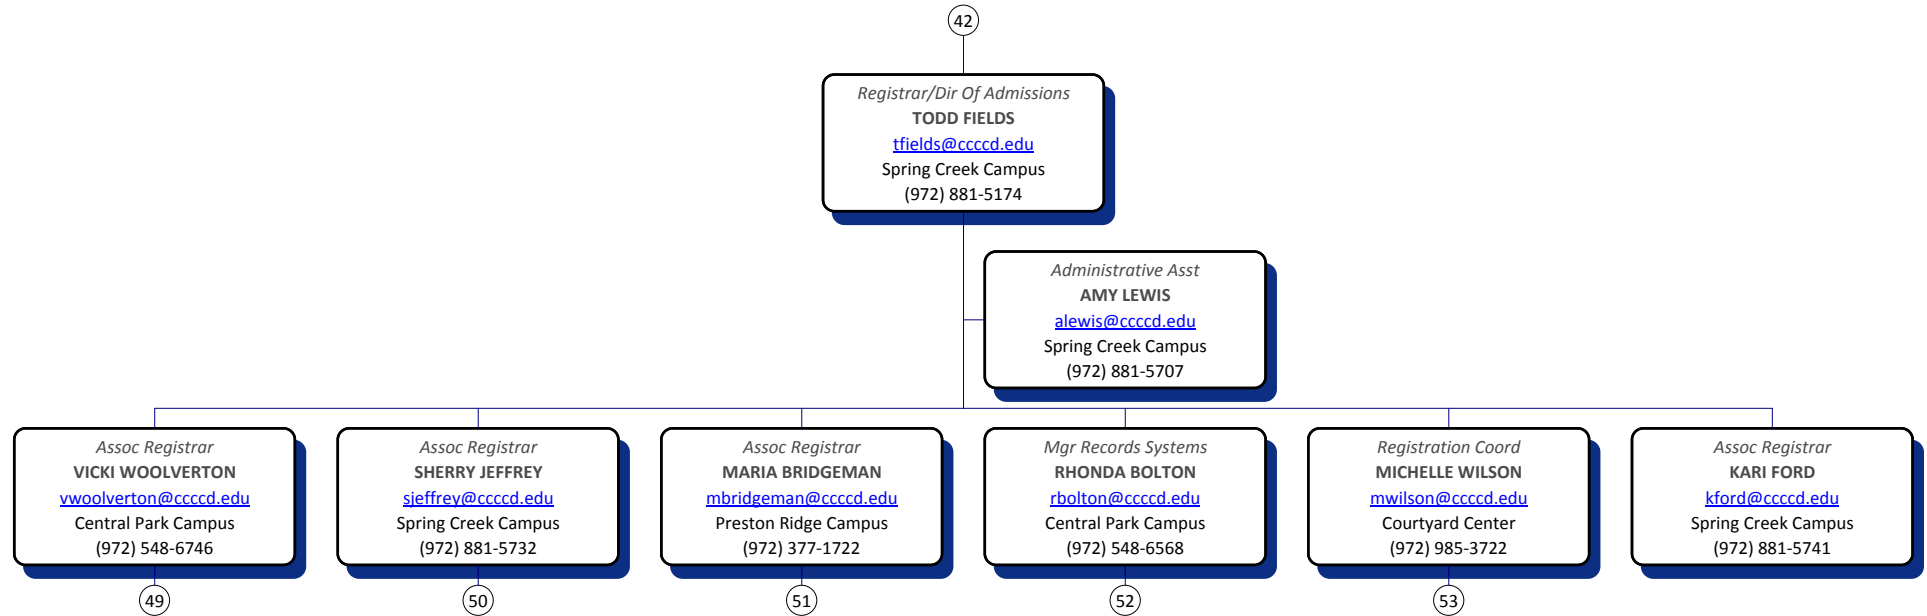 42
Registrar/Dir Of Admissions
TODD FIELDS
tfields@ccccd.edu
Spring Creek Campus
(972) 881-5174
Administrative Asst
AMY LEWIS
alewis@ccccd.edu
Spring Creek Campus
(972) 881-5707
Assoc Registrar
VICKI WOOLVERTON
vwoolverton@ccccd.edu
Central Park Campus
(972) 548-6746
49
Assoc Registrar
SHERRY JEFFREY
sjeffrey@ccccd.edu
Spring Creek Campus
(972) 881-5732
50
Assoc Registrar
MARIA BRIDGEMAN
mbridgeman@ccccd.edu
Preston Ridge Campus
(972) 377-1722
51
Mgr Records Systems
RHONDA BOLTON
rbolton@ccccd.edu
Central Park Campus
(972) 548-6568
52
Registration Coord
MICHELLE WILSON
mwilson@ccccd.edu
Courtyard Center
(972) 985-3722
53
Assoc Registrar
KARI FORD
kford@ccccd.edu
Spring Creek Campus
(972) 881-5741